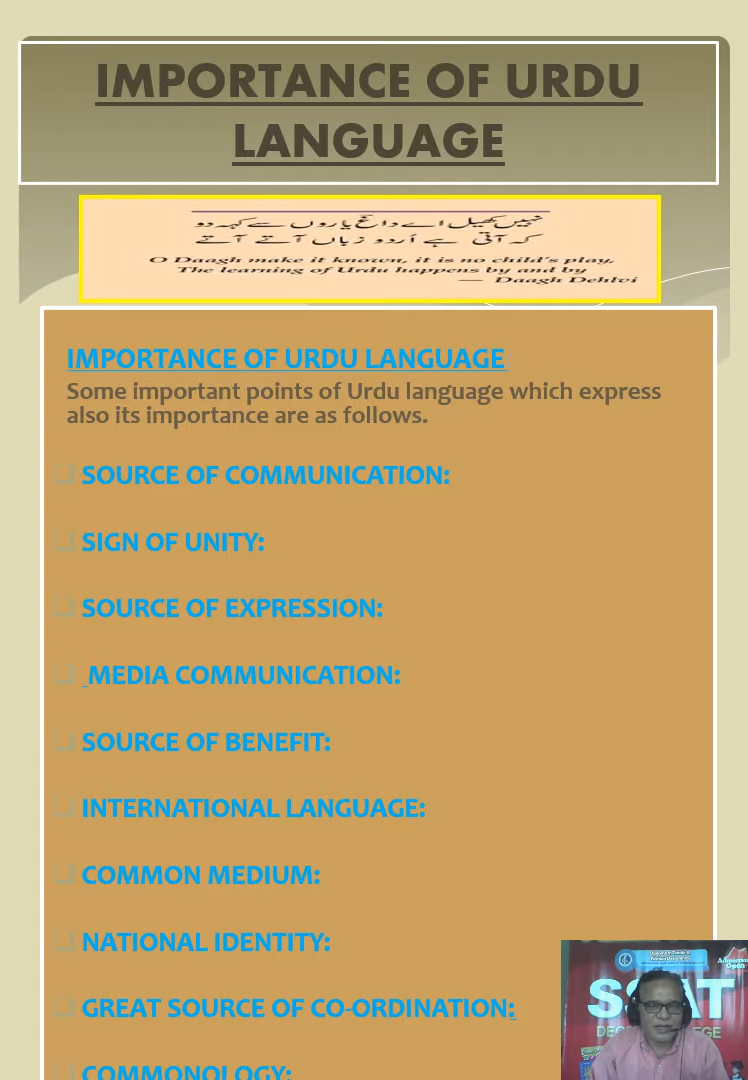 IMPORTANCE OF URDU
LANGUAGE
نہیں کھیل اے داغؔ یاروں سے کہہ دو
کہ آتی ہے اُردو زباں آتے آتے
O Daagh make it known, it is no child's play,
The learning of Urdu happens by and by
— Daagh Dehlvi
IMPORTANCE OF URDU LANGUAGE
Some important points of Urdu language which express
also its importance are as follows.
SOURCE OF COMMUNICATION:
SIGN OF UNITY:
SOURCE OF EXPRESSION:
MEDIA COMMUNICATION:
SOURCE OF BENEFIT:
INTERNATIONAL LANGUAGE:
COMMON MEDIUM:
NATIONAL IDENTITY:
GREAT SOURCE OF CO-ORDINATION:
COMMONOLOGY:
Admission
Open